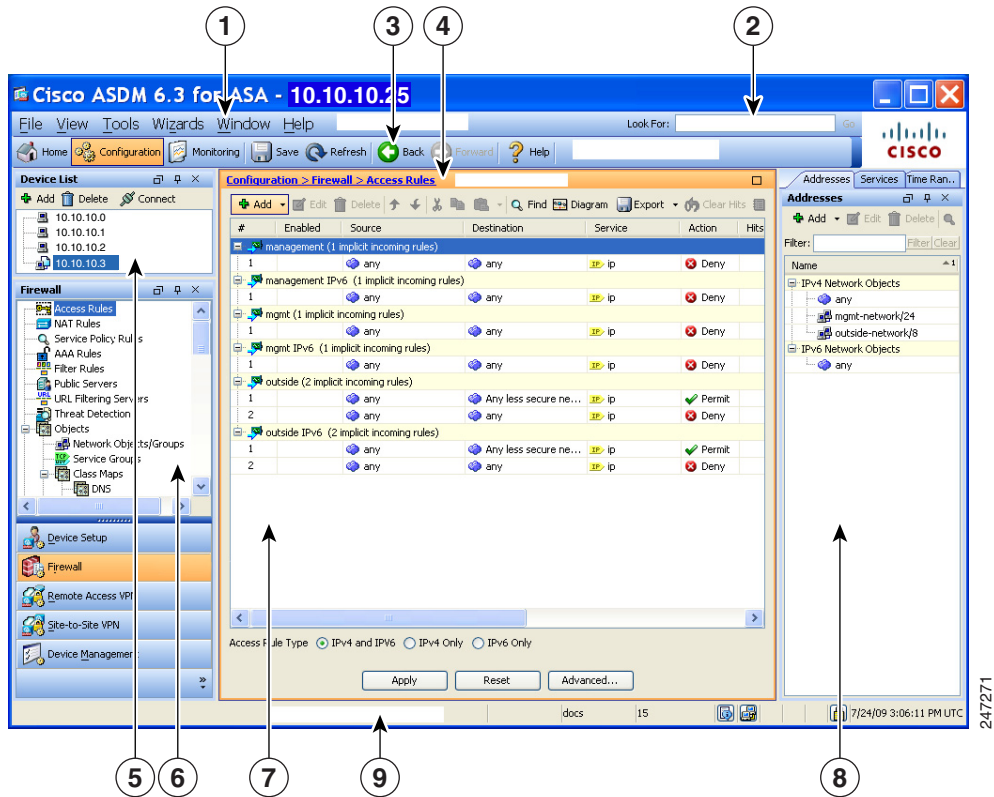 1 3 4 2
Cisco ASDM 6.3 for ASA - 10.10.10.25
File View Tools Wizards Window Help Look For: Go
CISCO
Home Configuration Monitoring Save Refresh Back Forward Help
Device List
Add Delete Connect
10.10.10.0
10.10.10.1
10.10.10.2
10.10.10.3
Firewall
Access Rules
NAT Rules
Service Policy Rules
AAA Rules
Filter Rules
Public Servers
URL Filtering Servers
Threat Detection
Objects
Network Objects/Groups
Service Groups
Class Maps
DNS
Device Setup
Firewall
Remote Access VPN
Site-to-Site VPN
Device Management
Configuration > Firewall > Access Rules
Add Edit Delete Find Diagram Export Clear Hits
# Enabled Source Destination Service Action Hits
management (1 implicit incoming rules)
1 any any IP ip Deny
management IPv6 (1 implicit incoming rules)
1 any any IP ip Deny
mgmt (1 implicit incoming rules)
1 any any IP ip Deny
mgmt IPv6 (1 implicit incoming rules)
1 any any IP ip Deny
outside (2 implicit incoming rules)
1 any Any less secure ne... IP ip Permit
2 any any IP ip Deny
outside IPv6 (2 implicit incoming rules)
1 any Any less secure ne... IP ip Permit
2 any any IP ip Deny
Access Rule Type IPv4 and IPV6 IPv4 Only IPv6 Only
Apply Reset Advanced...
Addresses Services Time Ran..
Addresses
Add Edit Delete
Filter: Filter Clear
Name 1
IPv4 Network Objects
any
mgmt-network/24
outside-network/8
IPv6 Network Objects
any
docs 15 7/24/09 3:06:11 PM UTC
247271
5 6 7 9 8